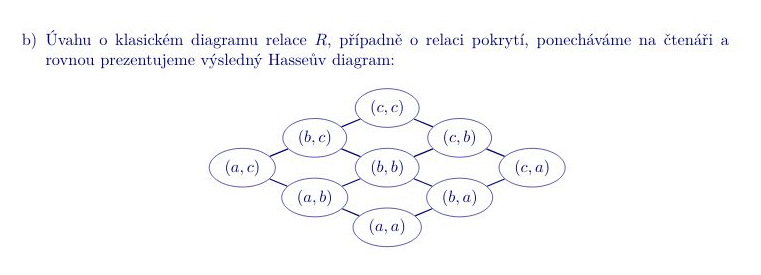 b) Úvahu o klasickém diagramu relace R, případně o relaci pokrytí, ponecháváme na čtenáři a
rovnou prezentujeme výsledný Hasseův diagram:
(c, c)
(b, c) (c, b)
(a, c) (b, b) (c, a)
(a, b) (b, a)
(a, a)